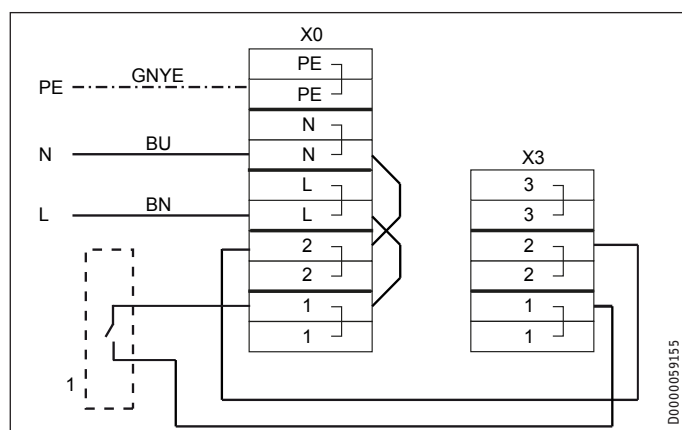 X0
PE
PE GNYE
PE
N
N BU N
X3
L 3
L BN L 3
2 2
2 2
1 1
1 1
1
D0000059155